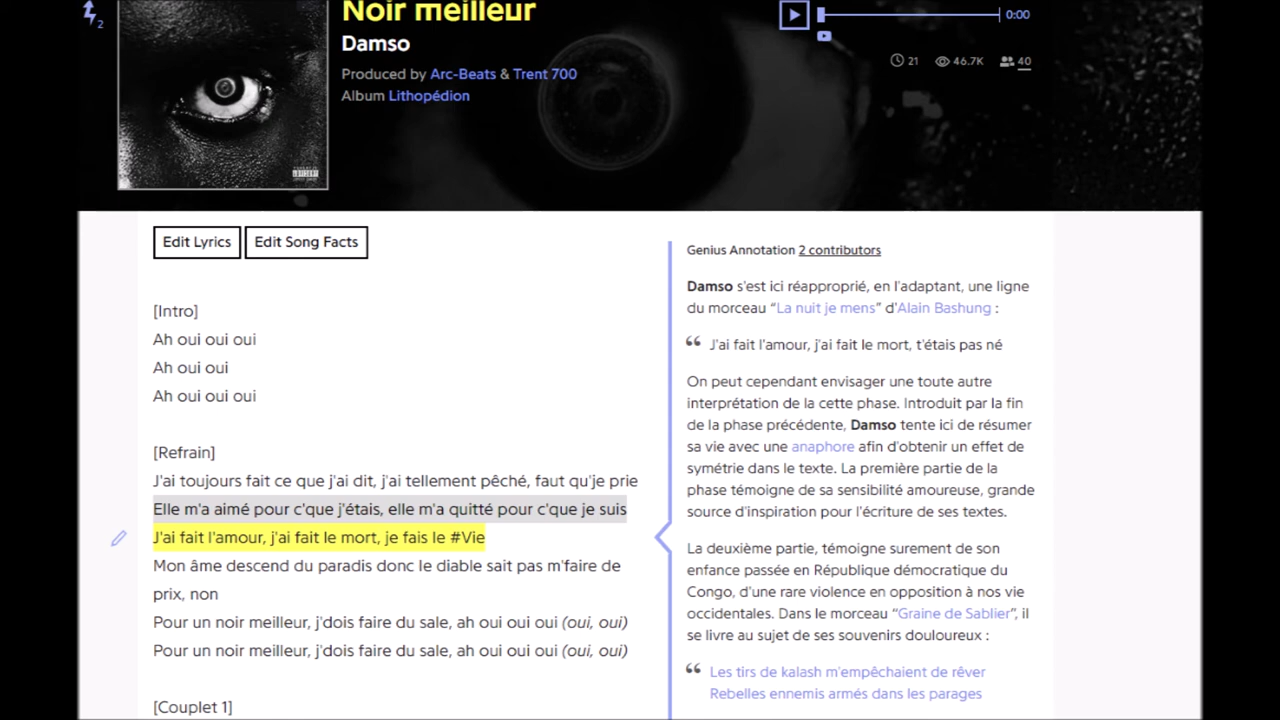 Noir meilleur
2
Damso
Produced by Arc-Beats & Trent 700
Album Lithopédion
0:00
21 46.7K 40
Edit Lyrics Edit Song Facts
[Intro]
Ah oui oui oui
Ah oui oui
Ah oui oui oui
[Refrain]
J'ai toujours fait ce que j'ai dit, j'ai tellement pêché, faut qu'je prie
Elle m'a aimé pour c'que j'étais, elle m'a quitté pour c'que je suis
J'ai fait l'amour, j'ai fait le mort, je fais le #Vie
Mon âme descend du paradis donc le diable sait pas m'faire de
prix, non
Pour un noir meilleur, j'dois faire du sale, ah oui oui oui (oui, oui)
Pour un noir meilleur, j'dois faire du sale, ah oui oui oui (oui, oui)
[Couplet 1]
Genius Annotation 2 contributors
Damso s'est ici réapproprié, en l'adaptant, une ligne
du morceau “La nuit je mens” d'Alain Bashung :
“ J'ai fait l'amour, j'ai fait le mort, t'étais pas né
On peut cependant envisager une toute autre
interprétation de la cette phase. Introduit par la fin
de la phase précédente, Damso tente ici de résumer
sa vie avec une anaphore afin d'obtenir un effet de
symétrie dans le texte. La première partie de la
phase témoigne de sa sensibilité amoureuse, grande
source d'inspiration pour l'écriture de ses textes.
La deuxième partie, témoigne surement de son
enfance passée en République démocratique du
Congo, d'une rare violence en opposition à nos vie
occidentales. Dans le morceau “Graine de Sablier”, il
se livre au sujet de ses souvenirs douloureux :
“ Les tirs de kalash m'empêchaient de rêver
Rebelles ennemis armés dans les parages